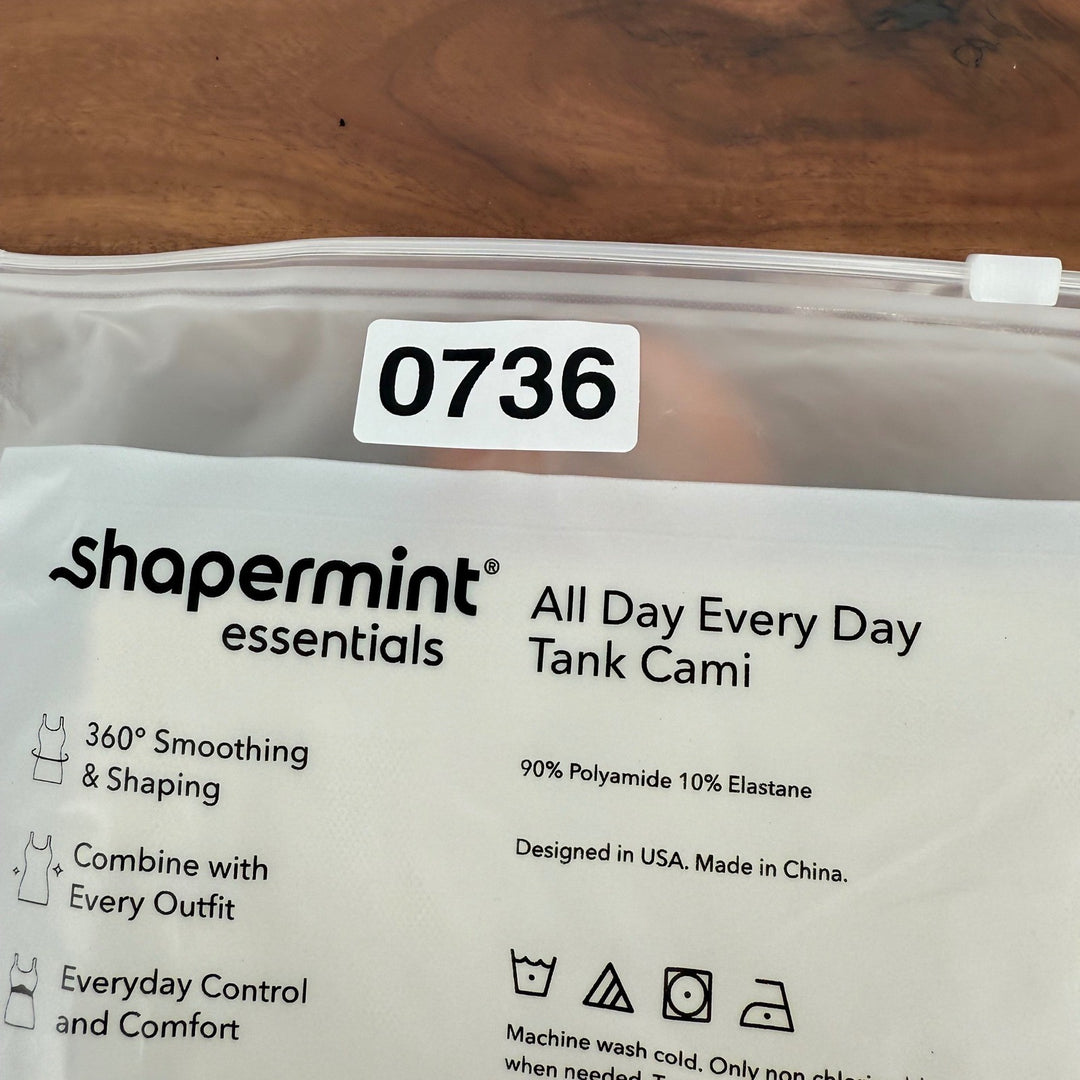 0736
shapermint®
essentials
All Day Every Day
Tank Cami
360° Smoothing
& Shaping
Combine with
Every Outfit
Everyday Control
and Comfort
90% Polyamide 10% Elastane
Designed in USA. Made in China.
Machine wash cold. Only non
when needed.